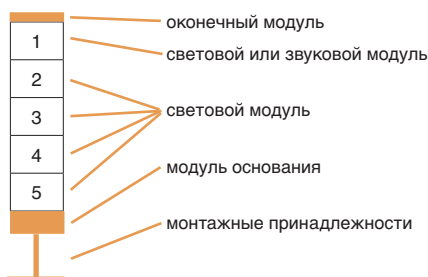 оконечный модуль
1
световой или звуковой модуль
2
3
световой модуль
4
5
модуль основания
монтажные принадлежности